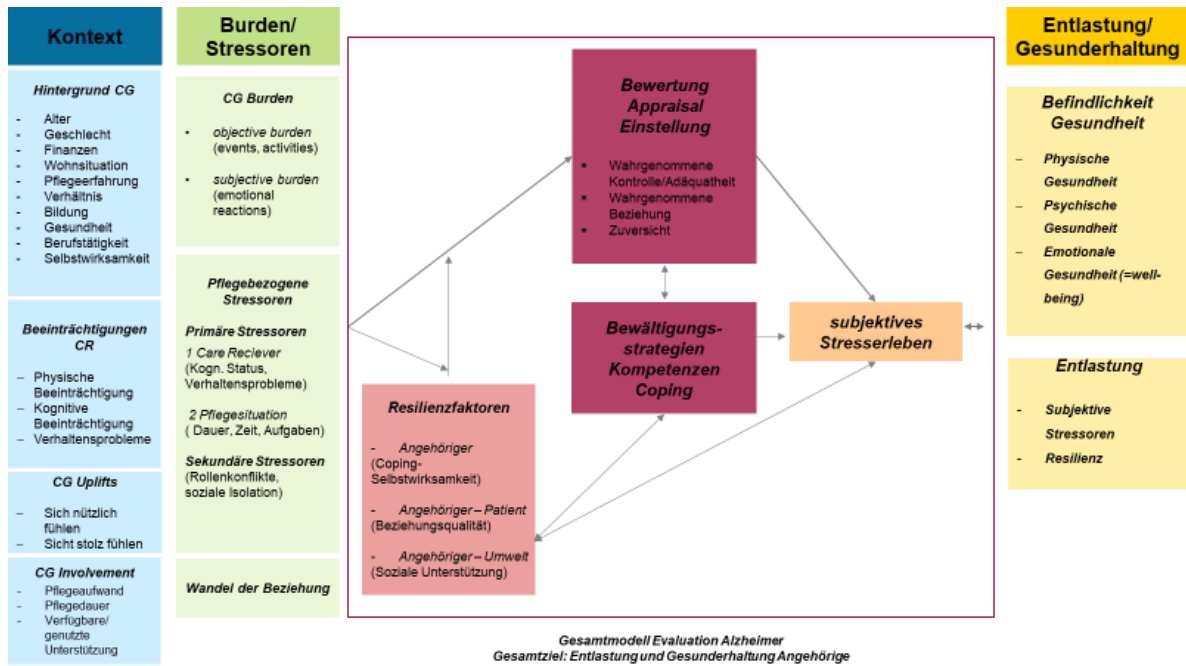 Kontext
Hintergrund CG
- Alter
- Geschlecht
- Finanzen
- Wohnsituation
- Pflegeerfahrung
- Verhältnis
- Bildung
- Gesundheit
- Berufstätigkeit
- Selbstwirksamkeit
Beeinträchtigungen
CR
– Physische
Beeinträchtigung
– Kognitive
Beeinträchtigung
– Verhaltensprobleme
CG Uplifts
– Sich nützlich
fühlen
– Sicht stolz fühlen
CG Involvement
– Pflegeaufwand
– Pflegedauer
– Verfügbare/
genutzte
Unterstützung
Burden/
Stressoren
CG Burden
• objective burden
(events, activities)
• subjective burden
(emotional
reactions)
Pflegebezogene
Stressoren
Primäre Stressoren
1 Care Reciever
(Kogn. Status,
Verhaltensprobleme)
2 Pflegesituation
( Dauer, Zeit, Aufgaben)
Sekundäre Stressoren
(Rollenkonflikte,
soziale Isolation)
Wandel der Beziehung
Bewertung
Appraisal
Einstellung
▪ Wahrgenommene
Kontrolle/Adäquatheit
▪ Wahrgenommene
Beziehung
▪ Zuversicht
Bewältigungs-
strategien
Kompetenzen
Coping
subjektives
Stresserleben
Resilienzfaktoren
- Angehöriger
(Coping-
Selbstwirksamkeit)
- Angehöriger – Patient
(Beziehungsqualität)
- Angehöriger – Umwelt
(Soziale Unterstützung)
Entlastung/
Gesunderhaltung
Befindlichkeit
Gesundheit
– Physische
Gesundheit
– Psychische
Gesundheit
– Emotionale
Gesundheit (=well-
being)
Entlastung
- Subjektive
Stressoren
- Resilienz
Gesamtmodell Evaluation Alzheimer
Gesamtziel: Entlastung und Gesunderhaltung Angehörige